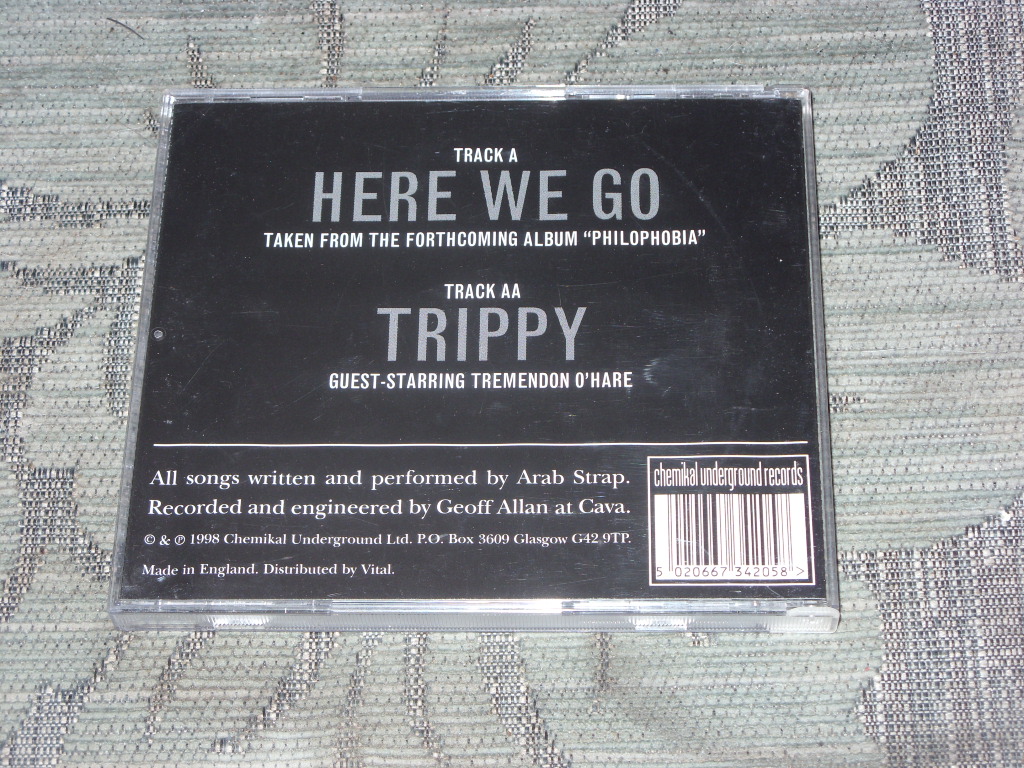 TRACK A
HERE WE GO
TAKEN FROM THE FORTHCOMING ALBUM “PHILOPHOBIA”
TRACK AA
TRIPPY
GUEST-STARRING TREMENDON O’HARE
All songs written and performed by Arab Strap.
Recorded and engineered by Geoff Allan at Cava.
© & ℗ 1998 Chemikal Underground Ltd. P.O. Box 3609 Glasgow G42 9TP.
Made in England. Distributed by Vital.
chemikal underground records
5 020667 342058 >